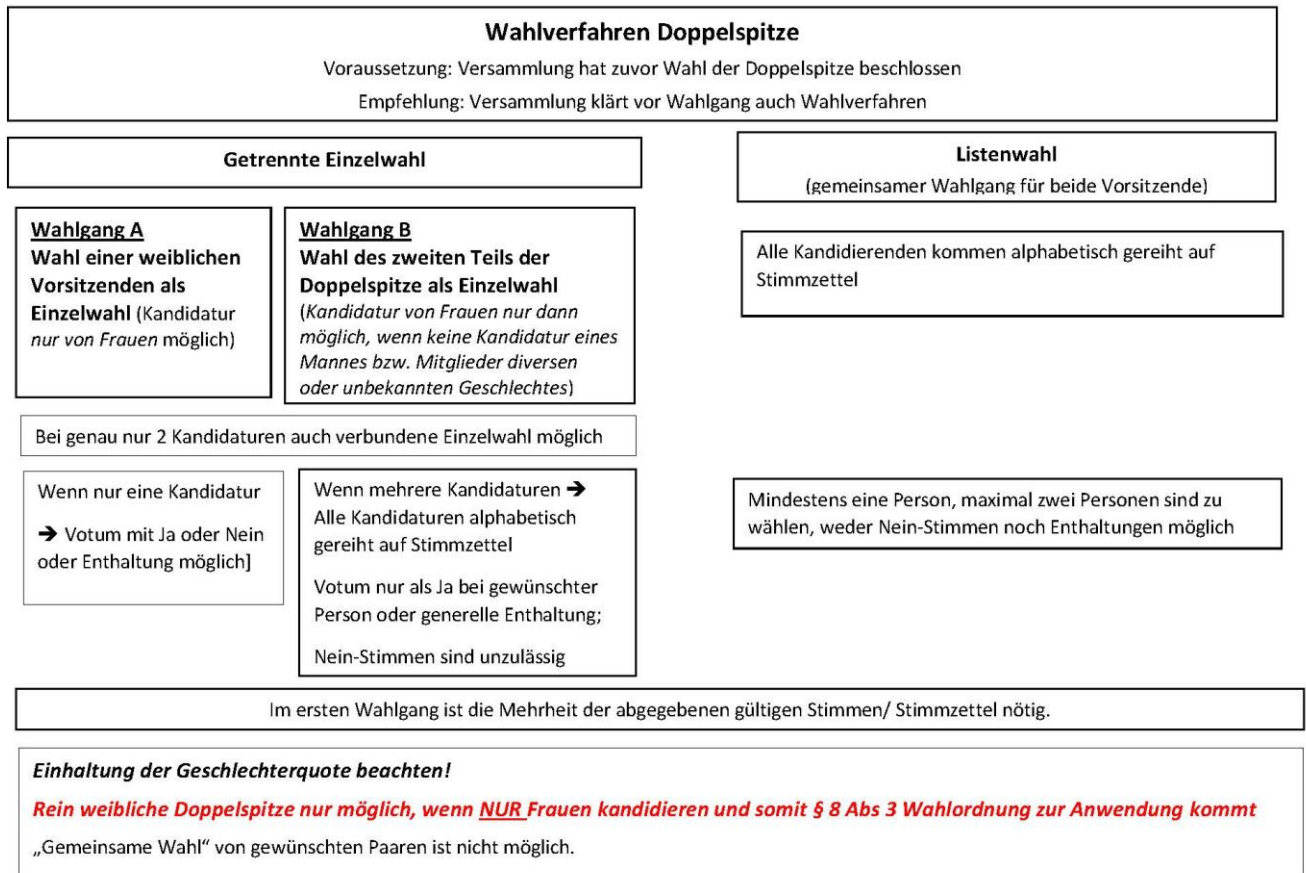 Wahlverfahren Doppelspitze
Voraussetzung: Versammlung hat zuvor Wahl der Doppelspitze beschlossen
Empfehlung: Versammlung klärt vor Wahlgang auch Wahlverfahren
Getrennte Einzelwahl
Listenwahl
(gemeinsamer Wahlgang für beide Vorsitzende)
Wahlgang A
Wahl einer weiblichen
Vorsitzenden als
Einzelwahl (Kandidatur
nur von Frauen möglich)
Wahlgang B
Wahl des zweiten Teils der
Doppelspitze als Einzelwahl
(Kandidatur von Frauen nur dann
möglich, wenn keine Kandidatur eines
Mannes bzw. Mitglieder diversen
oder unbekannten Geschlechtes)
Alle Kandidierenden kommen alphabetisch gereiht auf
Stimmzettel
Bei genau nur 2 Kandidaturen auch verbundene Einzelwahl möglich
Wenn nur eine Kandidatur
➔ Votum mit Ja oder Nein
oder Enthaltung möglich]
Wenn mehrere Kandidaturen ➔
Alle Kandidaturen alphabetisch
gereiht auf Stimmzettel
Votum nur als Ja bei gewünschter
Person oder generelle Enthaltung;
Nein-Stimmen sind unzulässig
Mindestens eine Person, maximal zwei Personen sind zu
wählen, weder Nein-Stimmen noch Enthaltungen möglich
Im ersten Wahlgang ist die Mehrheit der abgegebenen gültigen Stimmen/ Stimmzettel nötig.
Einhaltung der Geschlechterquote beachten!
Rein weibliche Doppelspitze nur möglich, wenn NUR Frauen kandidieren und somit § 8 Abs 3 Wahlordnung zur Anwendung kommt
„Gemeinsame Wahl“ von gewünschten Paaren ist nicht möglich.